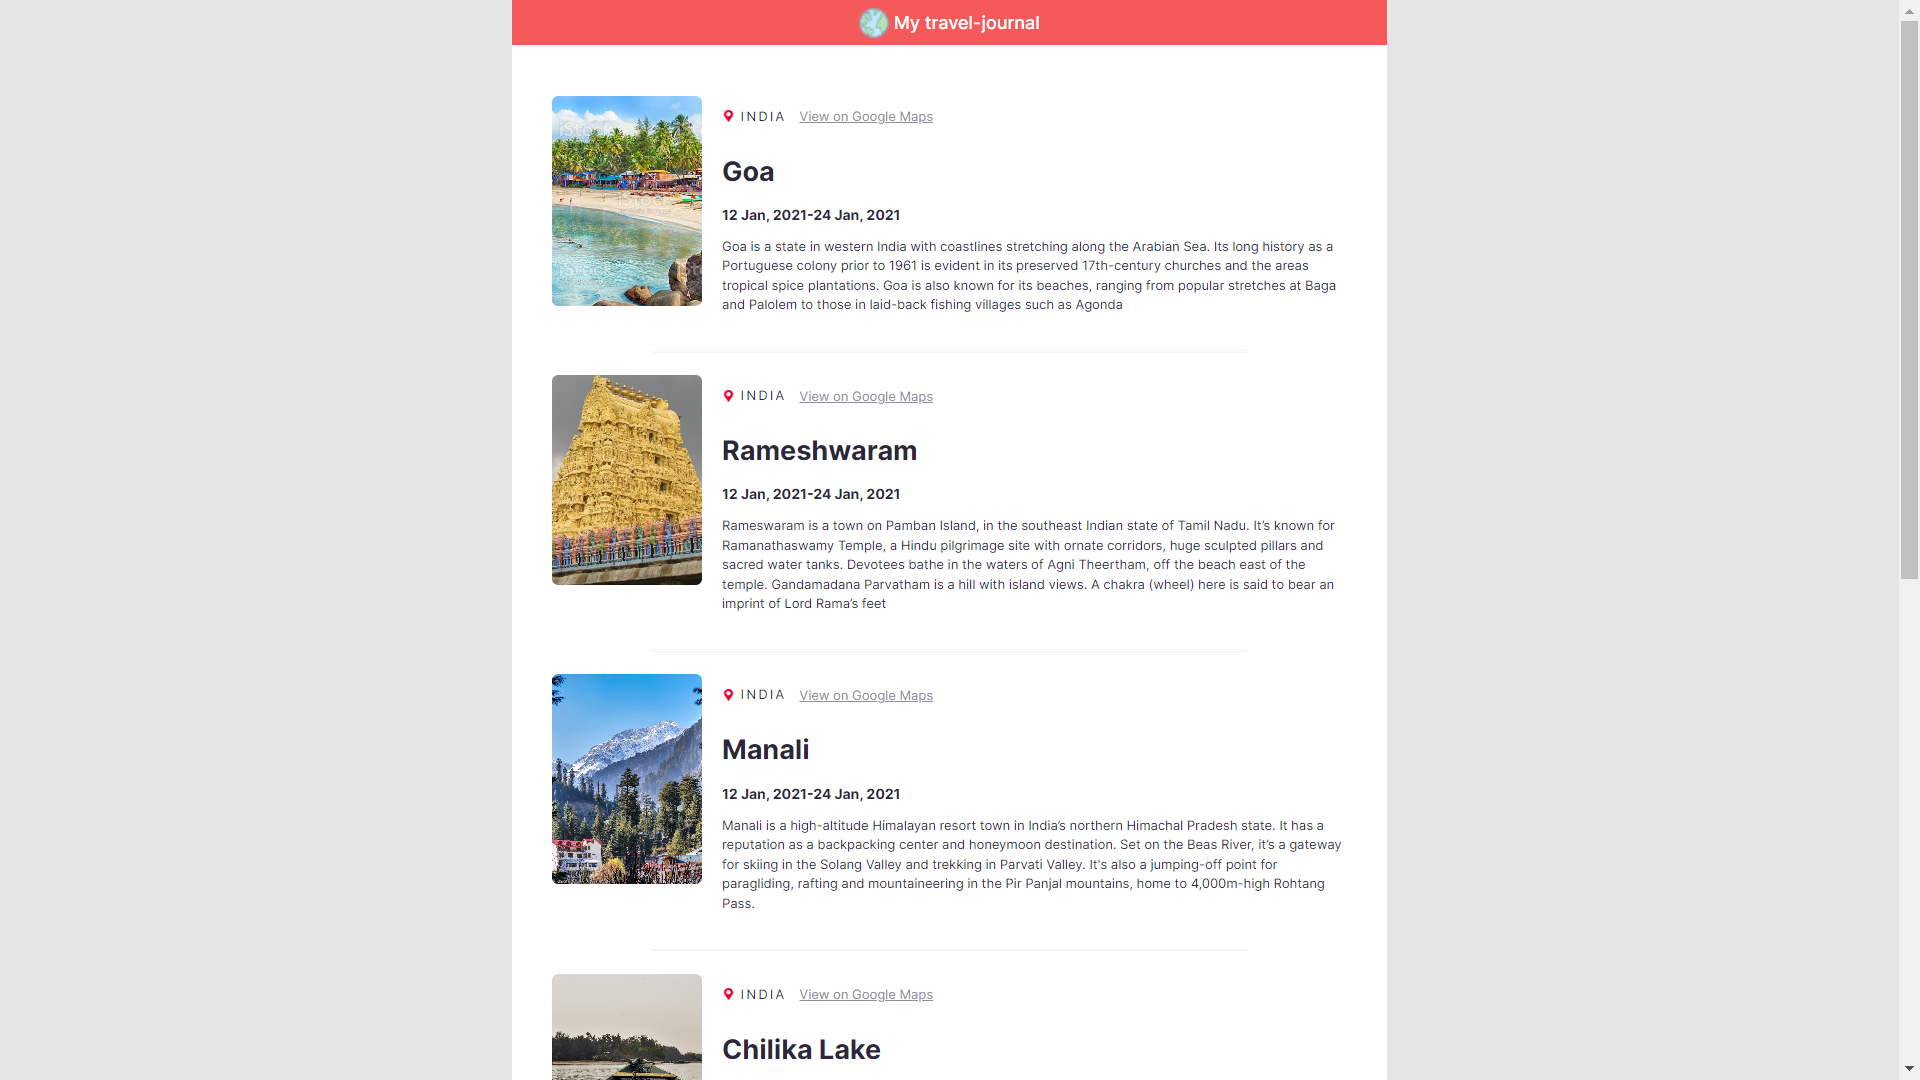 My travel-journal
iStock
iStock
iStock
INDIA View on Google Maps
Goa
12 Jan, 2021-24 Jan, 2021
Goa is a state in western India with coastlines stretching along the Arabian Sea. Its long history as a
Portuguese colony prior to 1961 is evident in its preserved 17th-century churches and the areas
tropical spice plantations. Goa is also known for its beaches, ranging from popular stretches at Baga
and Palolem to those in laid-back fishing villages such as Agonda
INDIA View on Google Maps
Rameshwaram
12 Jan, 2021-24 Jan, 2021
Rameswaram is a town on Pamban Island, in the southeast Indian state of Tamil Nadu. It’s known for
Ramanathaswamy Temple, a Hindu pilgrimage site with ornate corridors, huge sculpted pillars and
sacred water tanks. Devotees bathe in the waters of Agni Theertham, off the beach east of the
temple. Gandamadana Parvatham is a hill with island views. A chakra (wheel) here is said to bear an
imprint of Lord Rama’s feet
INDIA View on Google Maps
Manali
12 Jan, 2021-24 Jan, 2021
Manali is a high-altitude Himalayan resort town in India’s northern Himachal Pradesh state. It has a
reputation as a backpacking center and honeymoon destination. Set on the Beas River, it’s a gateway
for skiing in the Solang Valley and trekking in Parvati Valley. It's also a jumping-off point for
paragliding, rafting and mountaineering in the Pir Panjal mountains, home to 4,000m-high Rohtang
Pass.
INDIA View on Google Maps
Chilika Lake